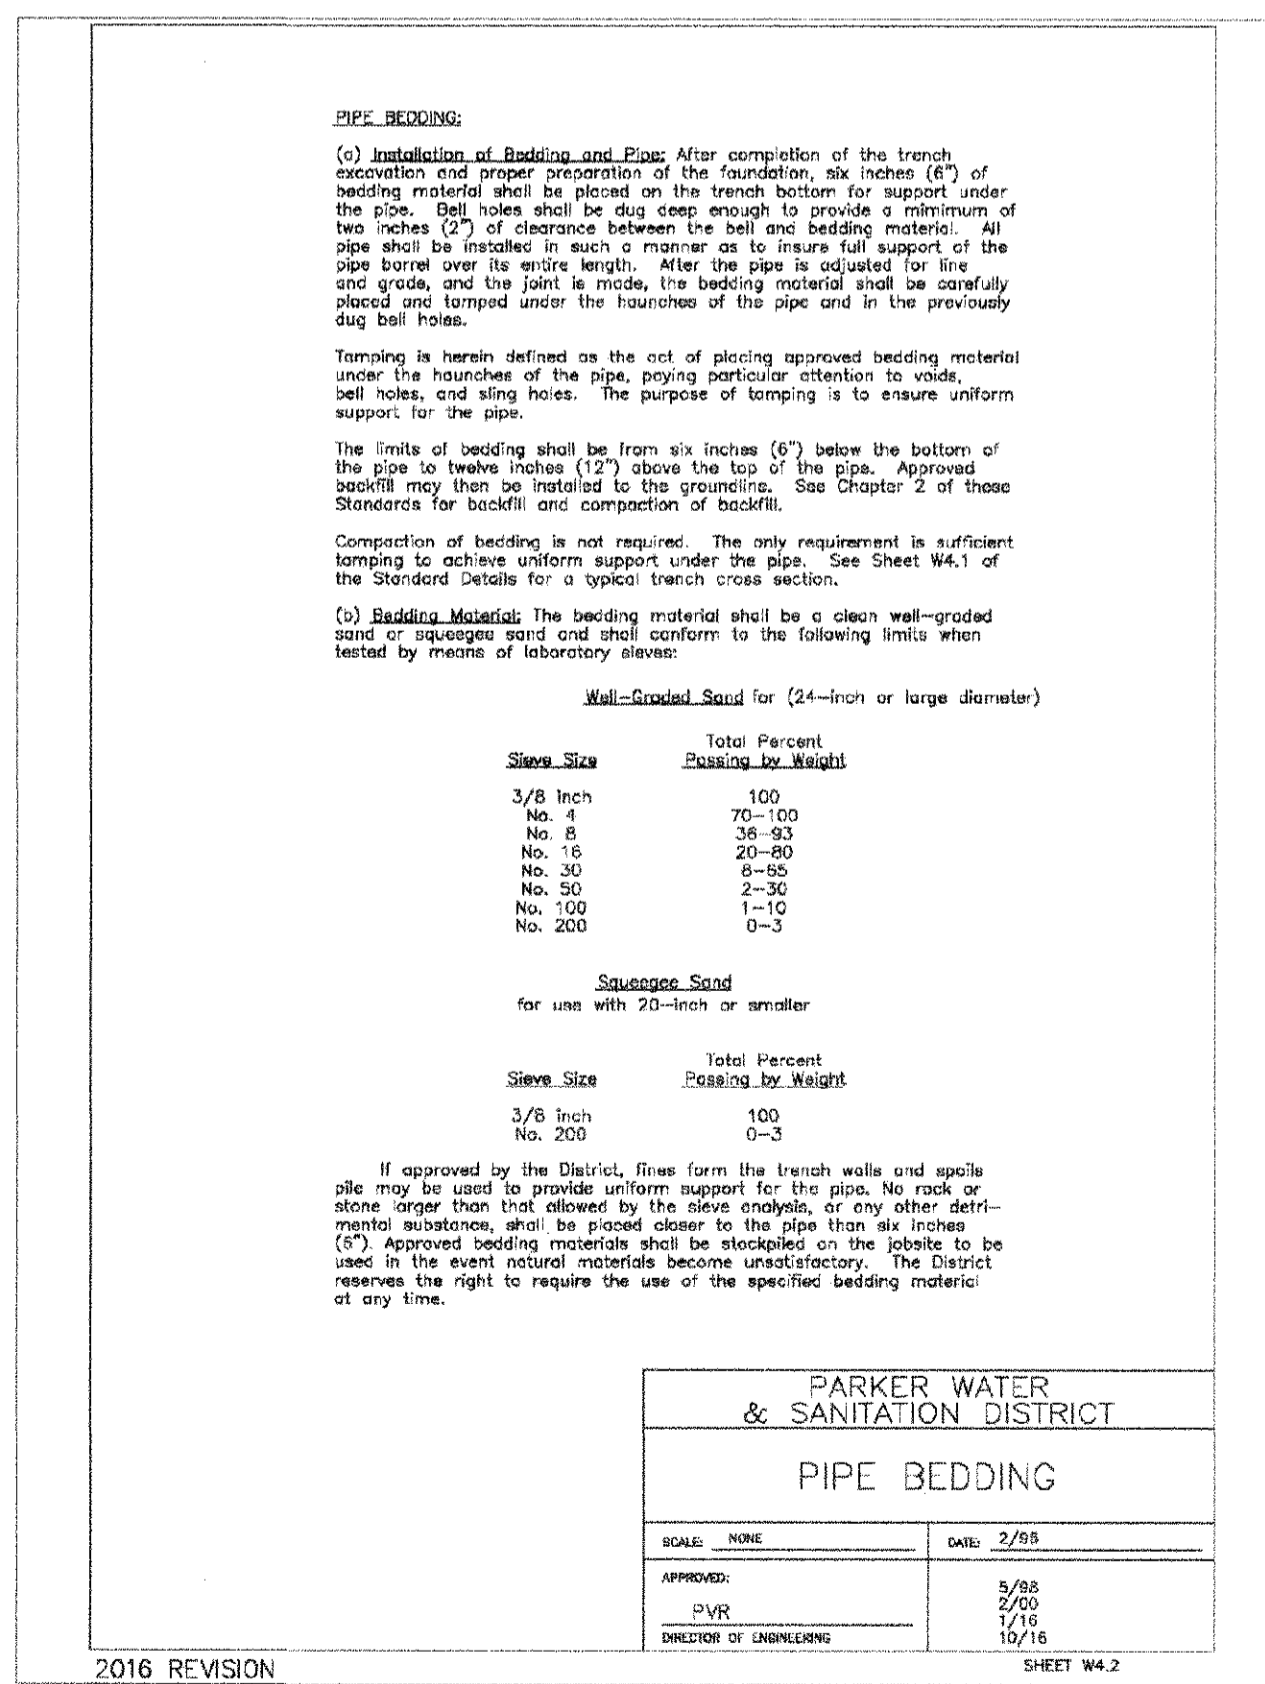 PIPE BEDDING:
(a) Installation of Bedding and Pipe: After completion of the trench
excavation and proper preparation of the foundation, six inches (6") of
bedding material shall be placed on the trench bottom for support under
the pipe. Bell holes shall be dug deep enough to provide a mimimum of
two inches (2") of clearance between the bell and bedding material. All
pipe shall be installed in such a manner as to insure full support of the
pipe barrel over its entire length. After the pipe is adjusted for line
and grade, and the joint is made, the bedding material shall be carefully
placed and tamped under the haunches of the pipe and in the previously
dug bell holes.
Tamping is herein defined as the act of placing approved bedding material
under the haunches of the pipe, paying particular attention to voids,
bell holes, and sling holes. The purpose of tamping is to ensure uniform
support for the pipe.
The limits of bedding shall be from six inches (6") below the bottom of
the pipe to twelve inches (12") above the top of the pipe. Approved
backfill may then be installed to the groundline. See Chapter 2 of these
Standards for backfill and compaction of backfill.
Compaction of bedding is not required. The only requirement is sufficient
tamping to achieve uniform support under the pipe. See Sheet W4.1 of
the Standard Details for a typical trench cross section.
(b) Bedding Material: The bedding material shall be a clean well-graded
sand or squeegee sand and shall conform to the following limits when
tested by means of laboratory sieves:
Well-Graded Sand for (24-inch or large diameter)
Total Percent
Sieve Size Passing by Weight
3/8 inch 100
No. 4 70-100
No. 8 36-93
No. 16 20-80
No. 30 8-65
No. 50 2-30
No. 100 1-10
No. 200 0-3
Squeegee Sand
for use with 20-inch or smaller
Total Percent
Sieve Size Passing by Weight
3/8 inch 100
No. 200 0-3
If approved by the District, fines form the trench walls and spoils
pile may be used to provide uniform support for the pipe. No rock or
stone larger than that allowed by the sieve analysis, or any other detri-
mental substance, shall be placed closer to the pipe than six inches
(6"). Approved bedding materials shall be stockpiled on the jobsite to be
used in the event natural materials become unsatisfactory. The District
reserves the right to require the use of the specified bedding material
at any time.
PARKER WATER
& SANITATION DISTRICT
PIPE BEDDING
SCALE: NONE DATE:
APPROVED: 5/98
2/00
PVR 1/16
DIRECTOR OF ENGINEERING 10/16
2016 REVISION SHEET W4.2